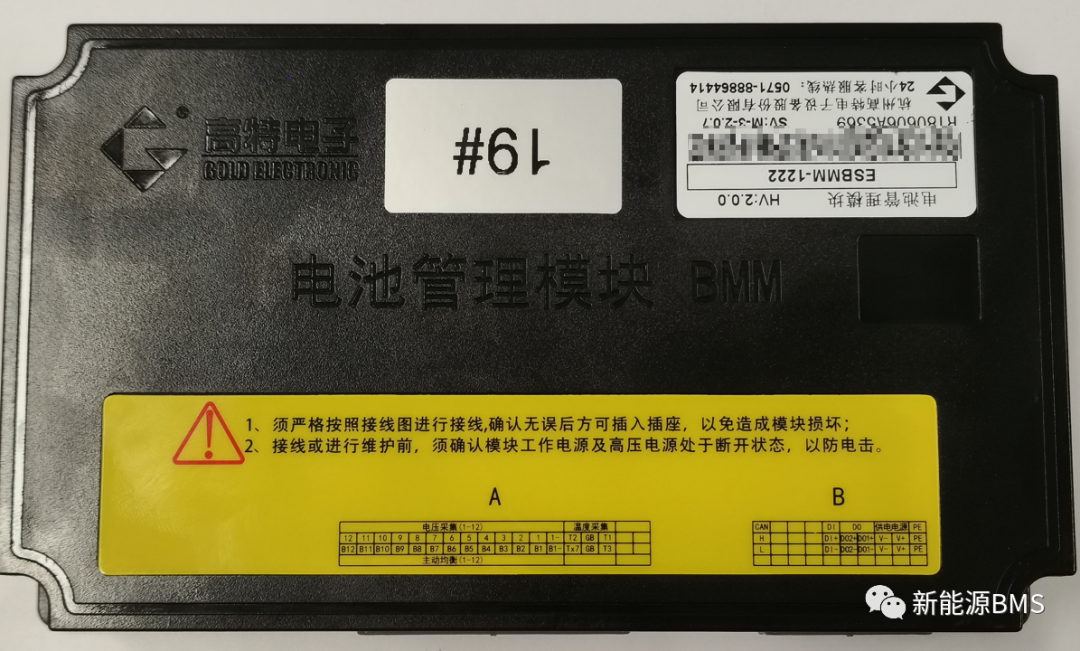 高特电子
GOLD ELECTRONIC
®
19#
电池管理模块 HV:2.0.0
ESBMM-1222
SV:M-3-2.0.7
杭州高特电子设备股份有限公司
24小时客服热线: 0571-88864414
电池管理模块 BMM
1、须严格按照接线图进行接线,确认无误后方可插入插座，以免造成模块损坏；
2、接线或进行维护前，须确认模块工作电源及高压电源处于断开状态，以防电击。
A B
电压采集(1-12) 温度采集
12 11 10 9 8 7 6 5 4 3 2 1 1- T2 GB T1
B12 B11 B10 B9 B8 B7 B6 B5 B4 B3 B2 B1 B1- Tx7 GB T3
主动均衡(1-12)
CAN DI DO 供电电源 PE
H DI+ DO2+ DO1+ V- V+ PE
L DI- DO2- DO1- V- V+ PE
新能源BMS